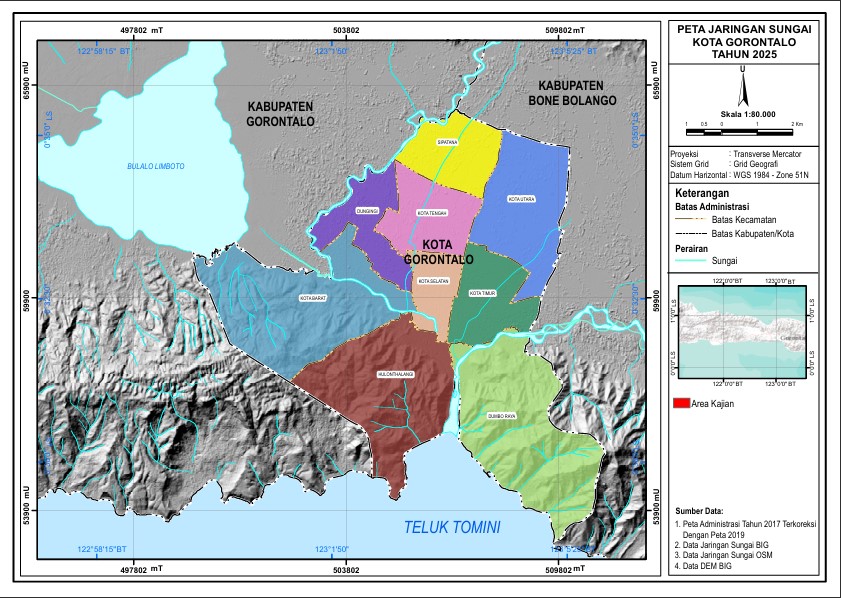 497802 mT
503802
509802 mT
122°58'15" BT
123°1'50"
123°5'25" BT
65900 mU
65900 mU
0°35'0" LS
0°35'0" LS
KABUPATEN
GORONTALO
KABUPATEN
BONE BOLANGO
BULALO LIMBOTO
SIPATANA
KOTA UTARA
DUNGINGI
KOTA TENGAH
KOTA
GORONTALO
KOTA SELATAN
KOTA TIMUR
KOTA BARAT
59900
59900
HULONTHALANGI
DUMBO RAYA
TELUK TOMINI
53900 mU
53900 mU
122°58'15" BT
123°1'50"
497802 mT
503802
509802 mT
PETA JARINGAN SUNGAI
KOTA GORONTALO
TAHUN 2025
U
Skala 1:80.000
1 0.5 0 1 2 Km
Proyeksi : Transverse Mercator
Sistem Grid : Grid Geografi
Datum Horizontal : WGS 1984 - Zone 51N
Keterangan
Batas Administrasi
Batas Kecamatan
Batas Kabupaten/Kota
Perairan
Sungai
122°0'0"BT 123°0'0"BT
1°0'0"LS
1°0'0"LS
Gorontalo
0°0'0"LS
0°0'0"LS
122°0'0"BT 123°0'0"BT
Area Kajian
Sumber Data:
1. Peta Administrasi Tahun 2017 Terkoreksi
Dengan Peta 2019
2. Data Jaringan Sungai BIG
3. Data Jaringan Sungai OSM
4. Data DEM BIG